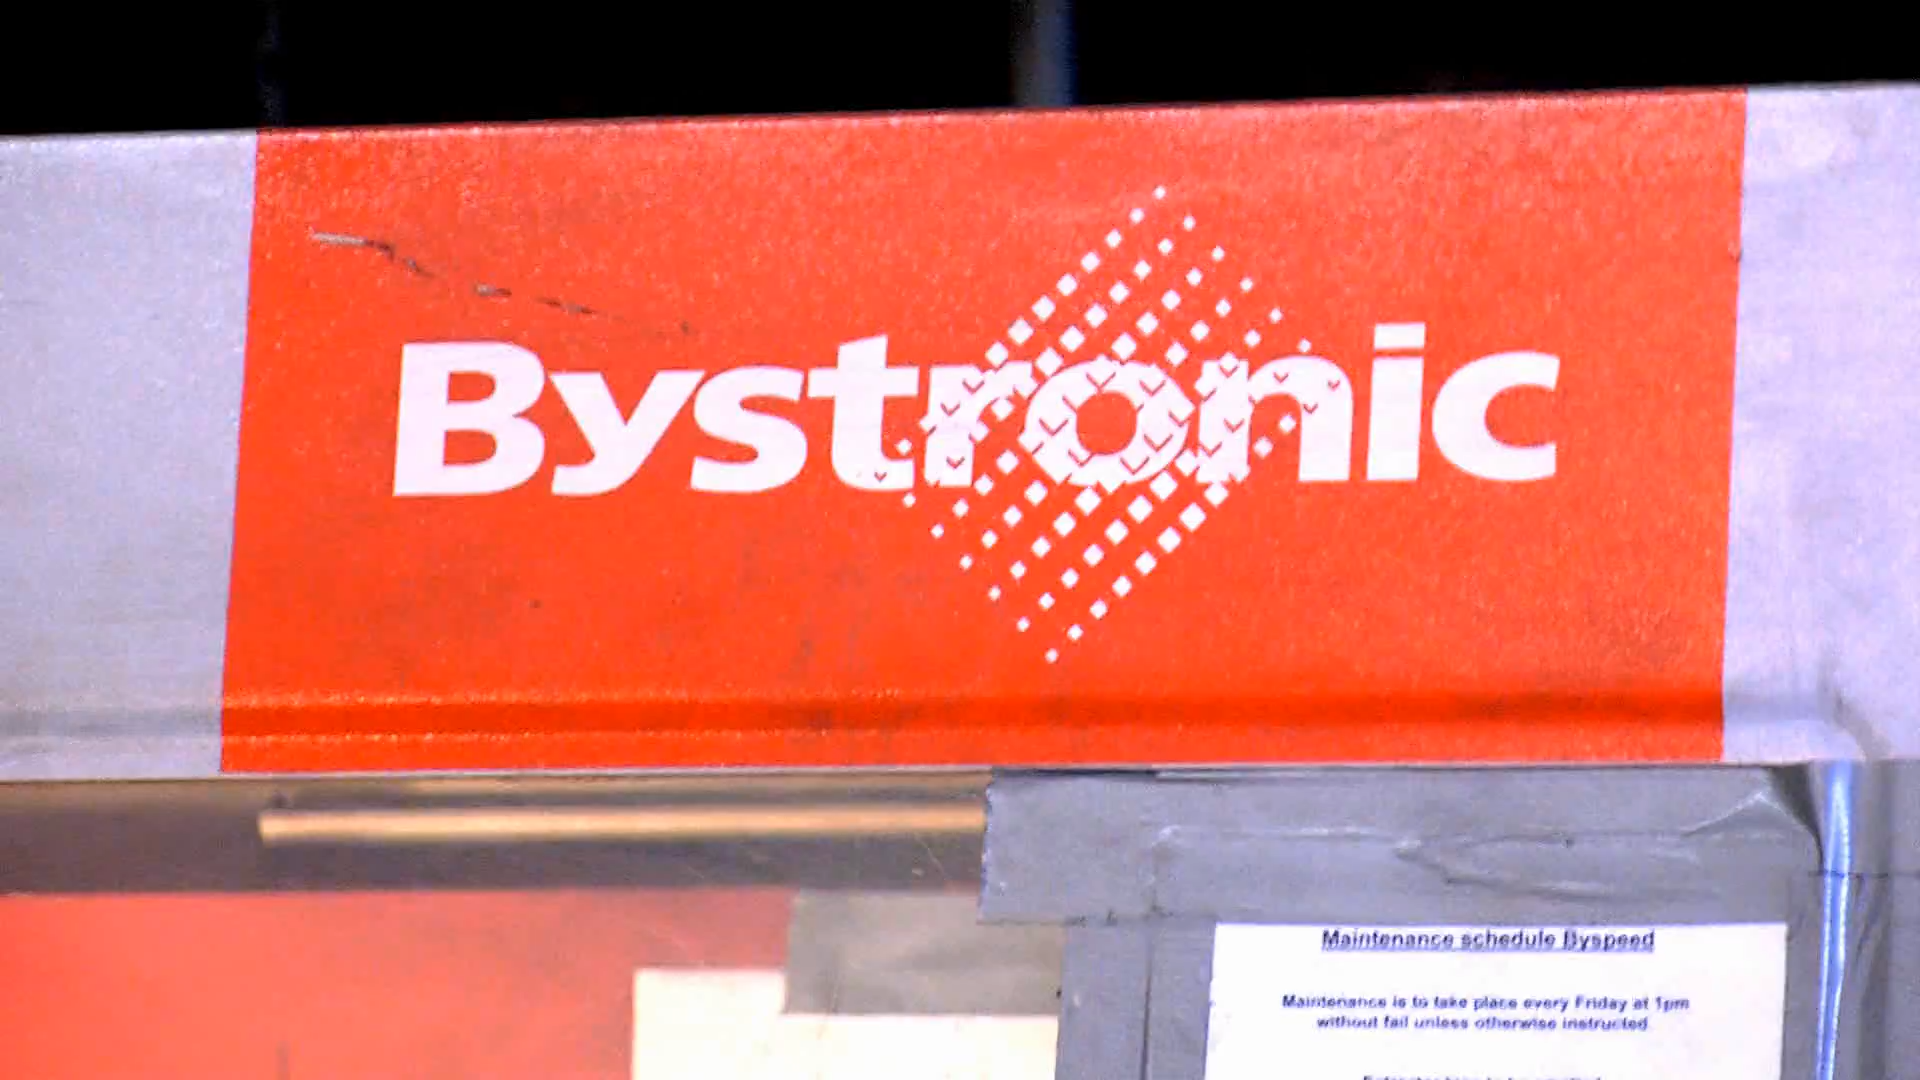 Bystronic
Maintenance schedule Byspeed
Maintenance is to take place every Friday at 1pm
without fail unless otherwise instructed